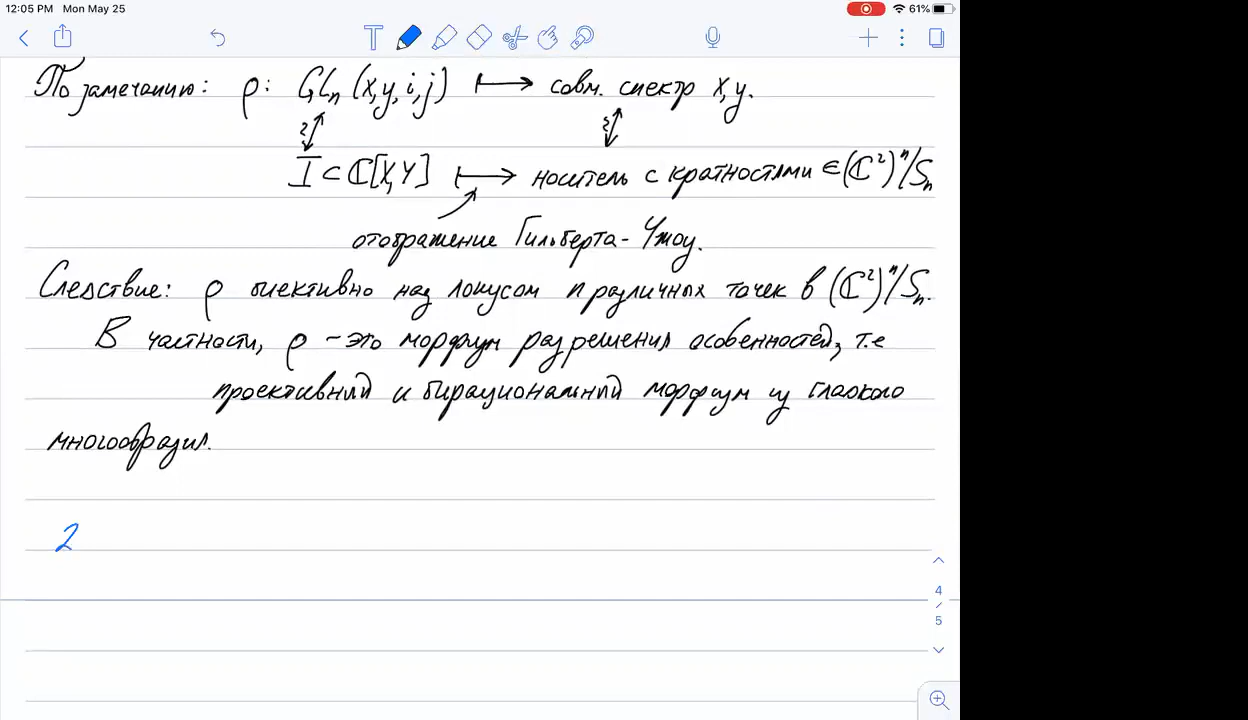 12:05 PM Mon May 25
61%
По замечанию: ρ: GLₙ(x,y,i,j) ⟼ совм. спектр x,y.
I ⊂ ℂ[X,Y] ⟼ носитель с кратностями ∈ (ℂ²)ⁿ/Sₙ
отображение Гильберта-Чжоу.
Следствие: ρ биективно над локусом n различных точек в (ℂ²)ⁿ/Sₙ.
В частности, ρ - это морфизм разрешения особенностей, т.е
проективный и бирациональный морфизм из гладкого
многообразия.
2
4
/
5